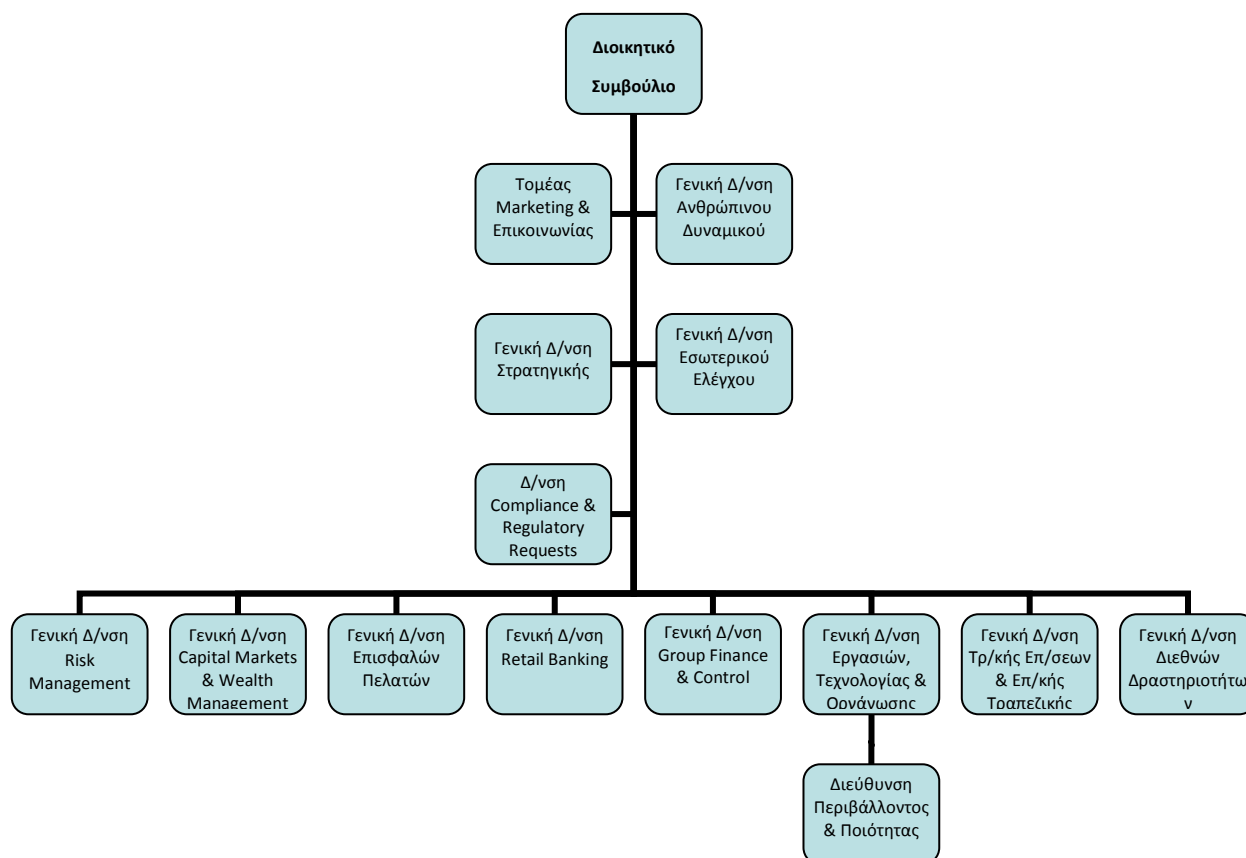 Διοικητικό
Συμβούλιο
Τομέας
Marketing &
Επικοινωνίας
Γενική Δ/νση
Ανθρώπινου
Δυναμικού
Γενική Δ/νση
Στρατηγικής
Γενική Δ/νση
Εσωτερικού
Ελέγχου
Δ/νση
Compliance &
Regulatory
Requests
Γενική Δ/νση
Risk
Management
Γενική Δ/νση
Capital Markets
& Wealth
Management
Γενική Δ/νση
Επισφαλών
Πελατών
Γενική Δ/νση
Retail Banking
Γενική Δ/νση
Group Finance
& Control
Γενική Δ/νση
Εργασιών,
Τεχνολογίας &
Οργάνωσης
Γενική Δ/νση
Τρ/κής Επ/σεων
& Επ/κής
Τραπεζικής
Γενική Δ/νση
Διεθνών
Δραστηριοτήτω
ν
Διεύθυνση
Περιβάλλοντος
& Ποιότητας